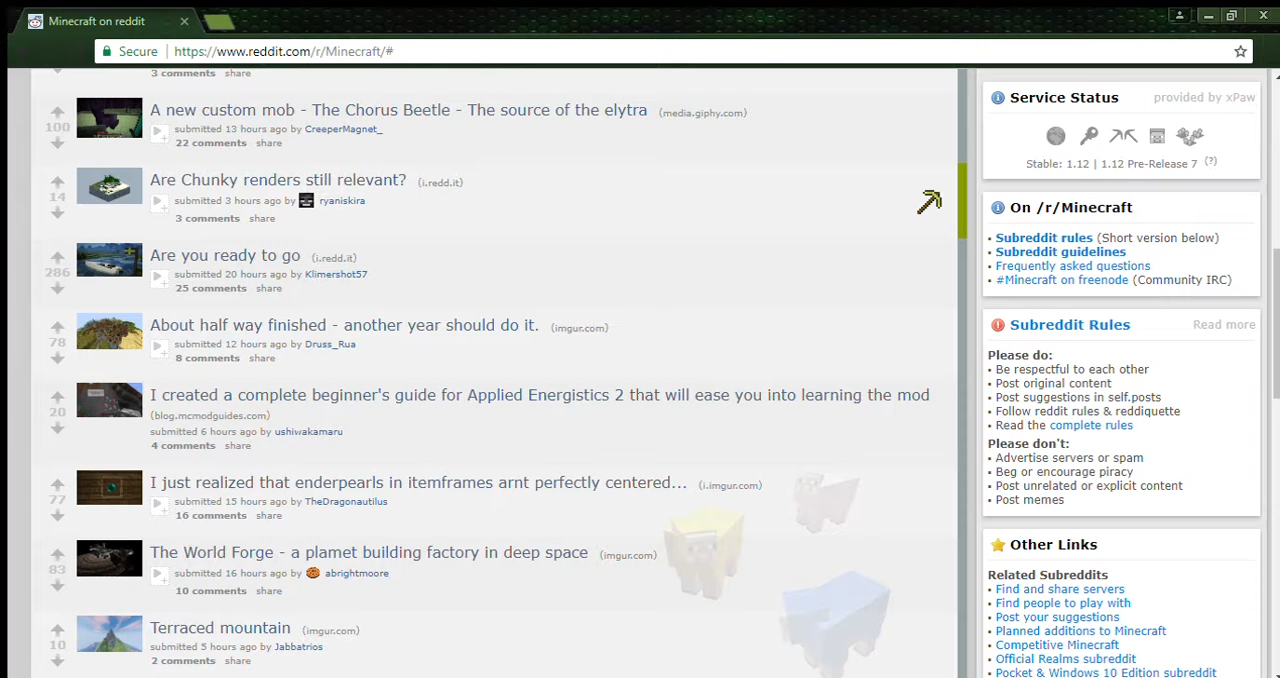 Minecraft on reddit
Secure https://www.reddit.com/r/Minecraft/#
3 comments share
A new custom mob - The Chorus Beetle - The source of the elytra (media.giphy.com)
100
submitted 13 hours ago by CreeperMagnet_
22 comments share
Are Chunky renders still relevant? (i.redd.it)
14
submitted 3 hours ago by ryaniskira
3 comments share
Are you ready to go (i.redd.it)
286
submitted 20 hours ago by Klimershot57
25 comments share
About half way finished - another year should do it. (imgur.com)
78
submitted 12 hours ago by Druss_Rua
8 comments share
I created a complete beginner's guide for Applied Energistics 2 that will ease you into learning the mod
20
(blog.mcmodguides.com)
submitted 6 hours ago by ushiwakamaru
4 comments share
I just realized that enderpearls in itemframes arnt perfectly centered... (i.imgur.com)
77
submitted 15 hours ago by TheDragonautilus
16 comments share
The World Forge - a plamet building factory in deep space (imgur.com)
83
submitted 16 hours ago by abrightmoore
10 comments share
Terraced mountain (imgur.com)
10
submitted 5 hours ago by Jabbatrios
2 comments share
Service Status provided by xPaw
Stable: 1.12 | 1.12 Pre-Release 7 (?)
On /r/Minecraft
• Subreddit rules (Short version below)
• Subreddit guidelines
• Frequently asked questions
• #Minecraft on freenode (Community IRC)
Subreddit Rules Read more
Please do:
• Be respectful to each other
• Post original content
• Post suggestions in self.posts
• Follow reddit rules & reddiquette
• Read the complete rules
Please don't:
• Advertise servers or spam
• Beg or encourage piracy
• Post unrelated or explicit content
• Post memes
Other Links
Related Subreddits
• Find and share servers
• Find people to play with
• Post your suggestions
• Planned additions to Minecraft
• Competitive Minecraft
• Official Realms subreddit
• Pocket & Windows 10 Edition subreddit